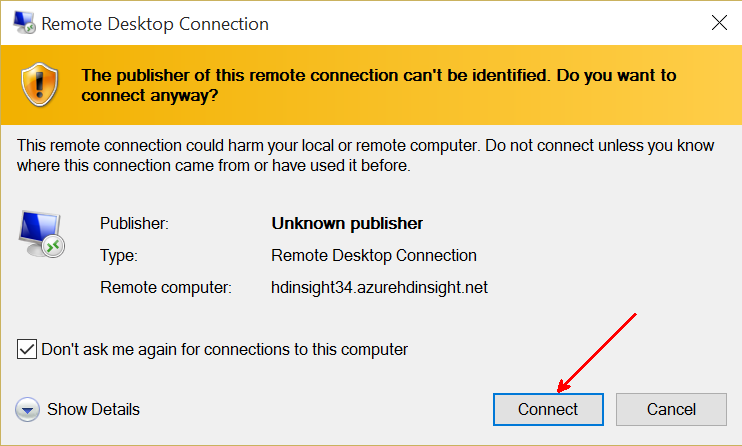 Remote Desktop Connection
The publisher of this remote connection can't be identified. Do you want to
connect anyway?
This remote connection could harm your local or remote computer. Do not connect unless you know
where this connection came from or have used it before.
Publisher: Unknown publisher
Type: Remote Desktop Connection
Remote computer: hdinsight34.azurehdinsight.net
Don't ask me again for connections to this computer
Show Details Connect Cancel